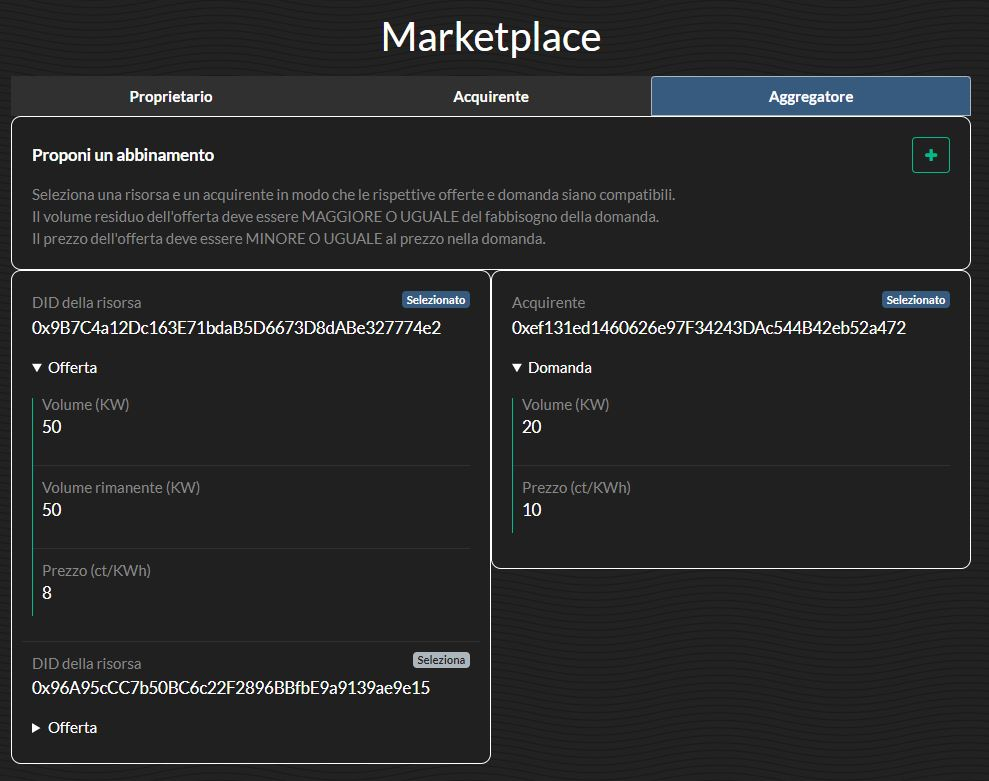 Marketplace
Proprietario
Acquirente
Aggregatore
Proponi un abbinamento
Seleziona una risorsa e un acquirente in modo che le rispettive offerte e domanda siano compatibili.
Il volume residuo dell'offerta deve essere MAGGIORE O UGUALE del fabbisogno della domanda.
Il prezzo dell'offerta deve essere MINORE O UGUALE al prezzo nella domanda.
DID della risorsa
Selezionato
0x9B7C4a12Dc163E71bdaB5D6673D8dABe327774e2
Offerta
Volume (KW)
50
Volume rimanente (KW)
50
Prezzo (ct/KWh)
8
DID della risorsa
Seleziona
0x96A95cCC7b50BC6c22F2896BBfbE9a9139ae9e15
Offerta
Acquirente
Selezionato
0xef131ed1460626e97F34243DAc544B42eb52a472
Domanda
Volume (KW)
20
Prezzo (ct/KWh)
10